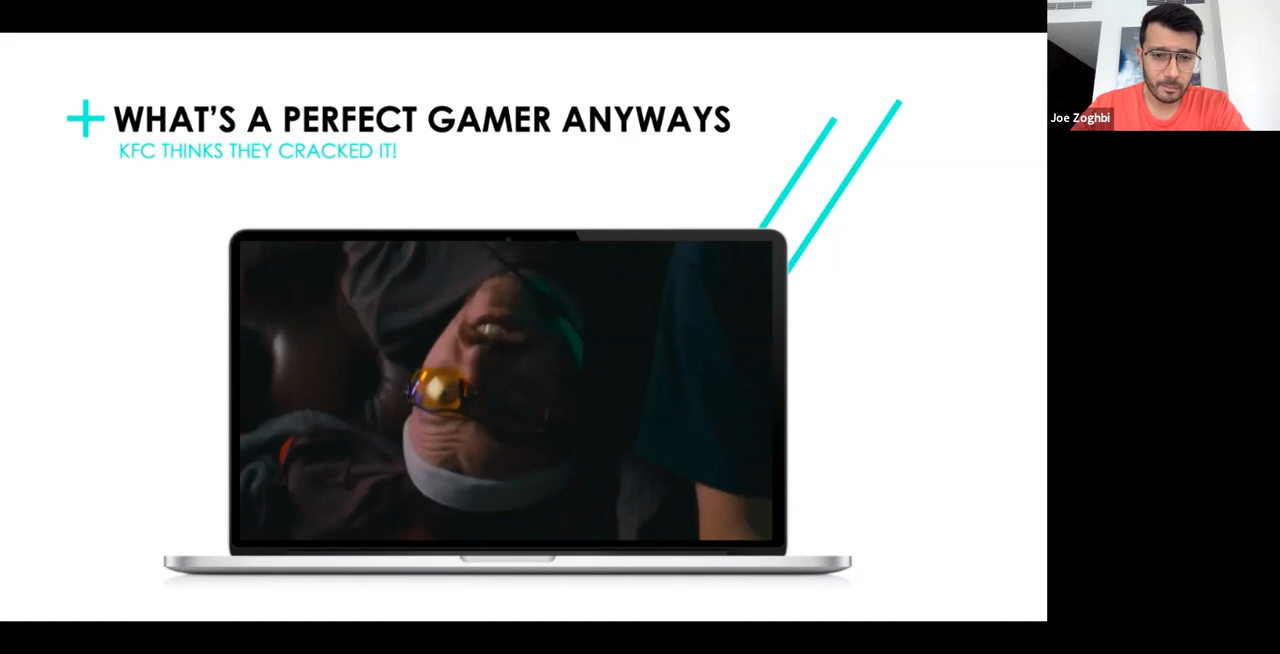 WHAT'S A PERFECT GAMER ANYWAYS
KFC THINKS THEY CRACKED IT!
Joe Zoghbi